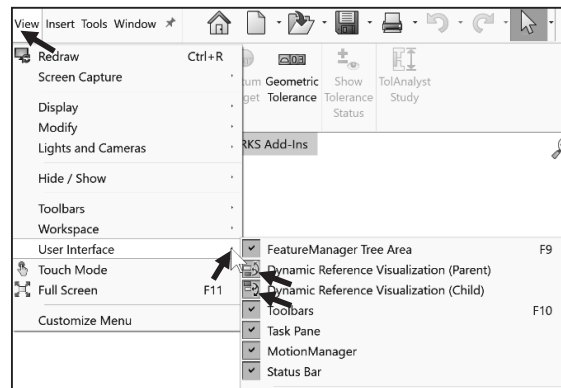 View Insert Tools Window
Redraw Ctrl+R
Screen Capture
Display
Modify
Lights and Cameras
Hide / Show
Toolbars
Workspace
User Interface
Touch Mode
Full Screen F11
Customize Menu
tum Geometric Show TolAnalyst
get Tolerance Tolerance Study
Status
RKS Add-Ins
FeatureManager Tree Area F9
Dynamic Reference Visualization (Parent)
Dynamic Reference Visualization (Child)
Toolbars F10
Task Pane
MotionManager
Status Bar